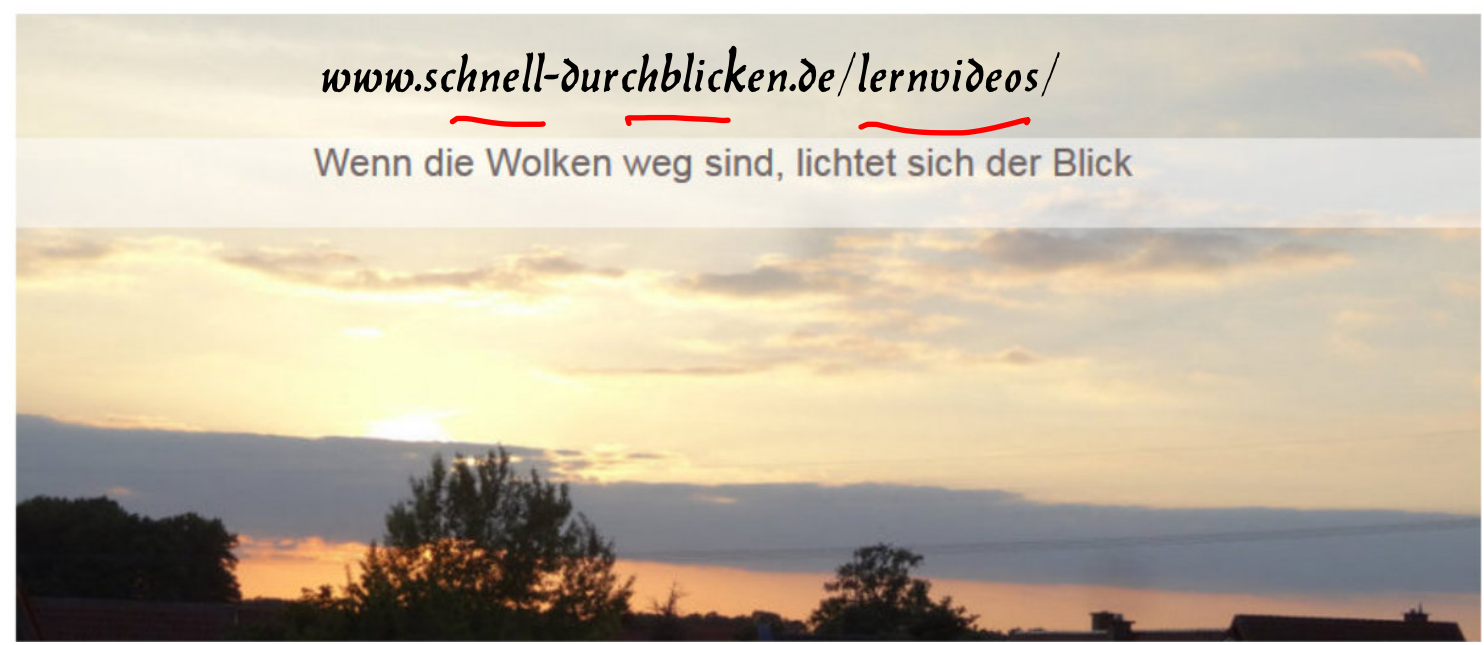 www.schnell-durchblicken.de/lernvideos/
Wenn die Wolken weg sind, lichtet sich der Blick